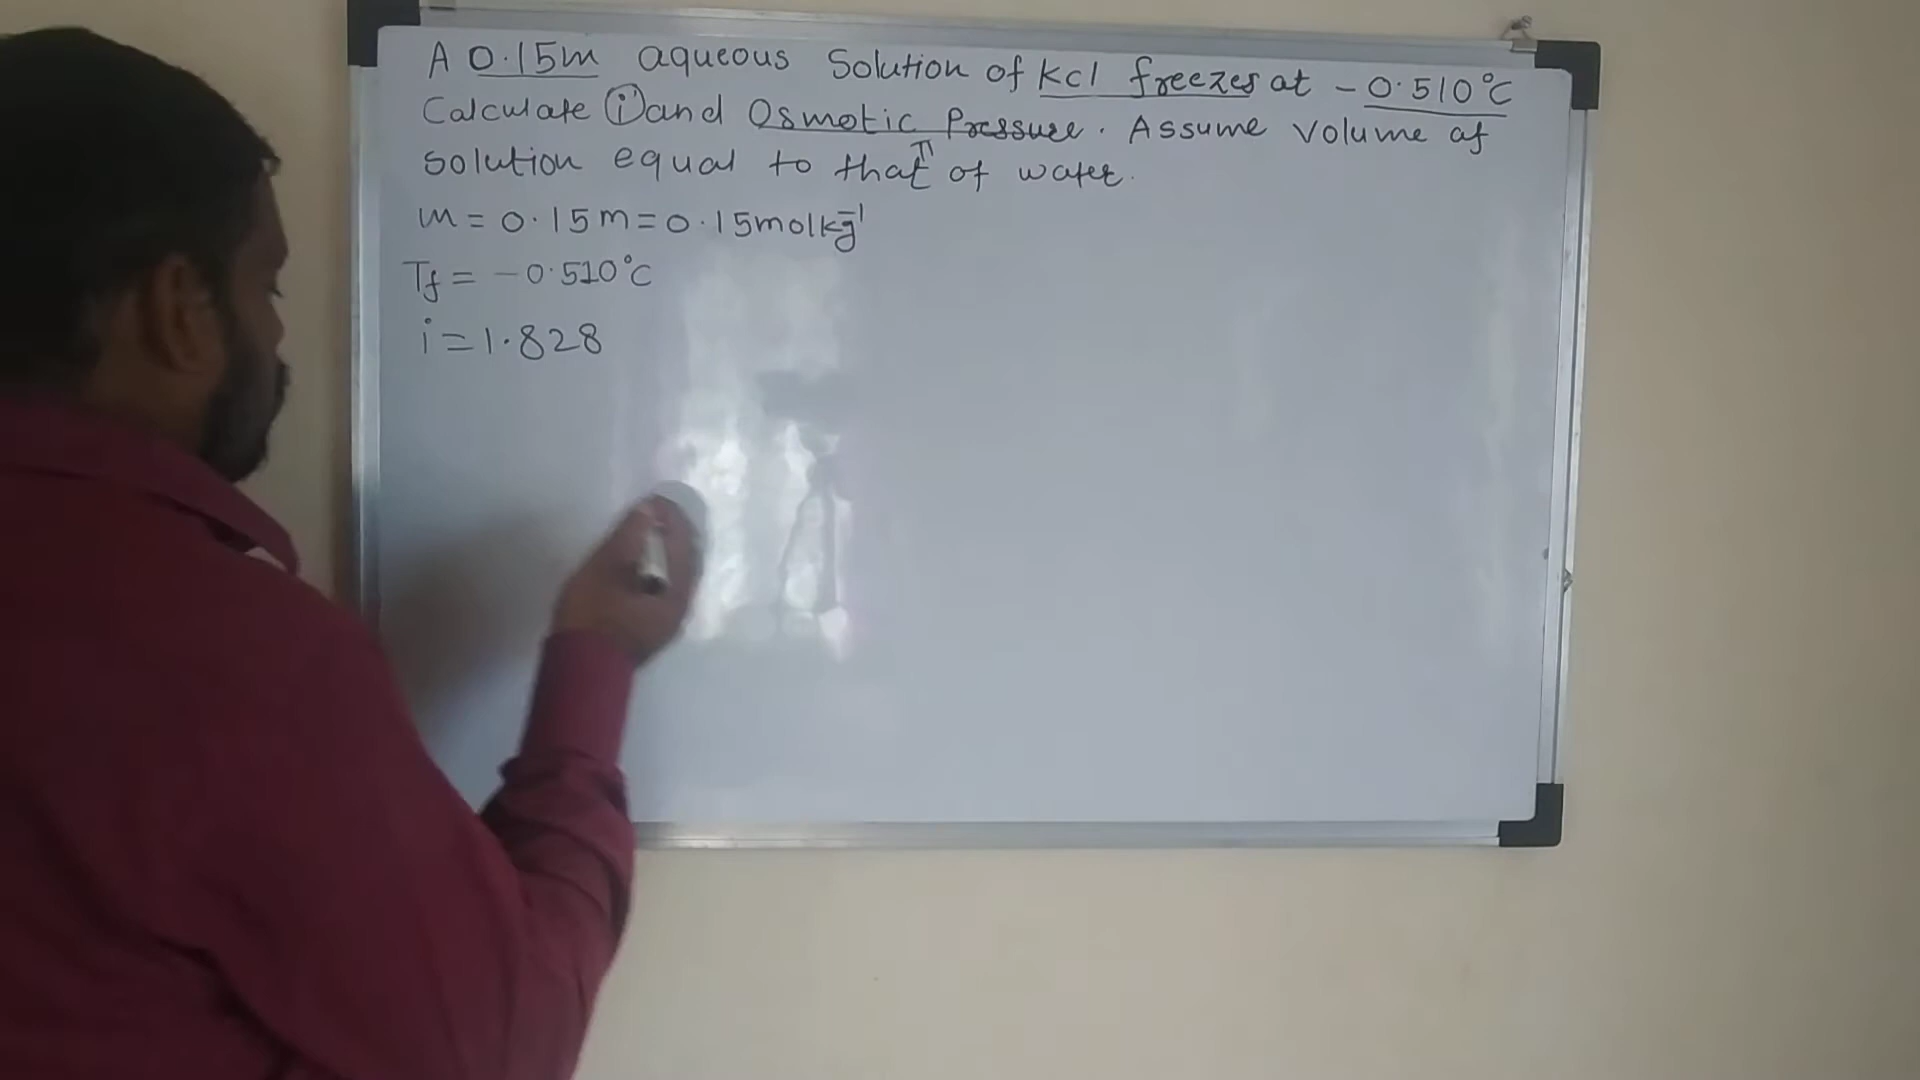 A 0.15m aqueous solution of kcl freezes at -0.510°C
Calculate i and Osmotic Pressure. Assume volume of
π
solution equal to that of water.
m = 0.15m = 0.15molkg⁻¹
Tf = -0.510°C
i = 1.828